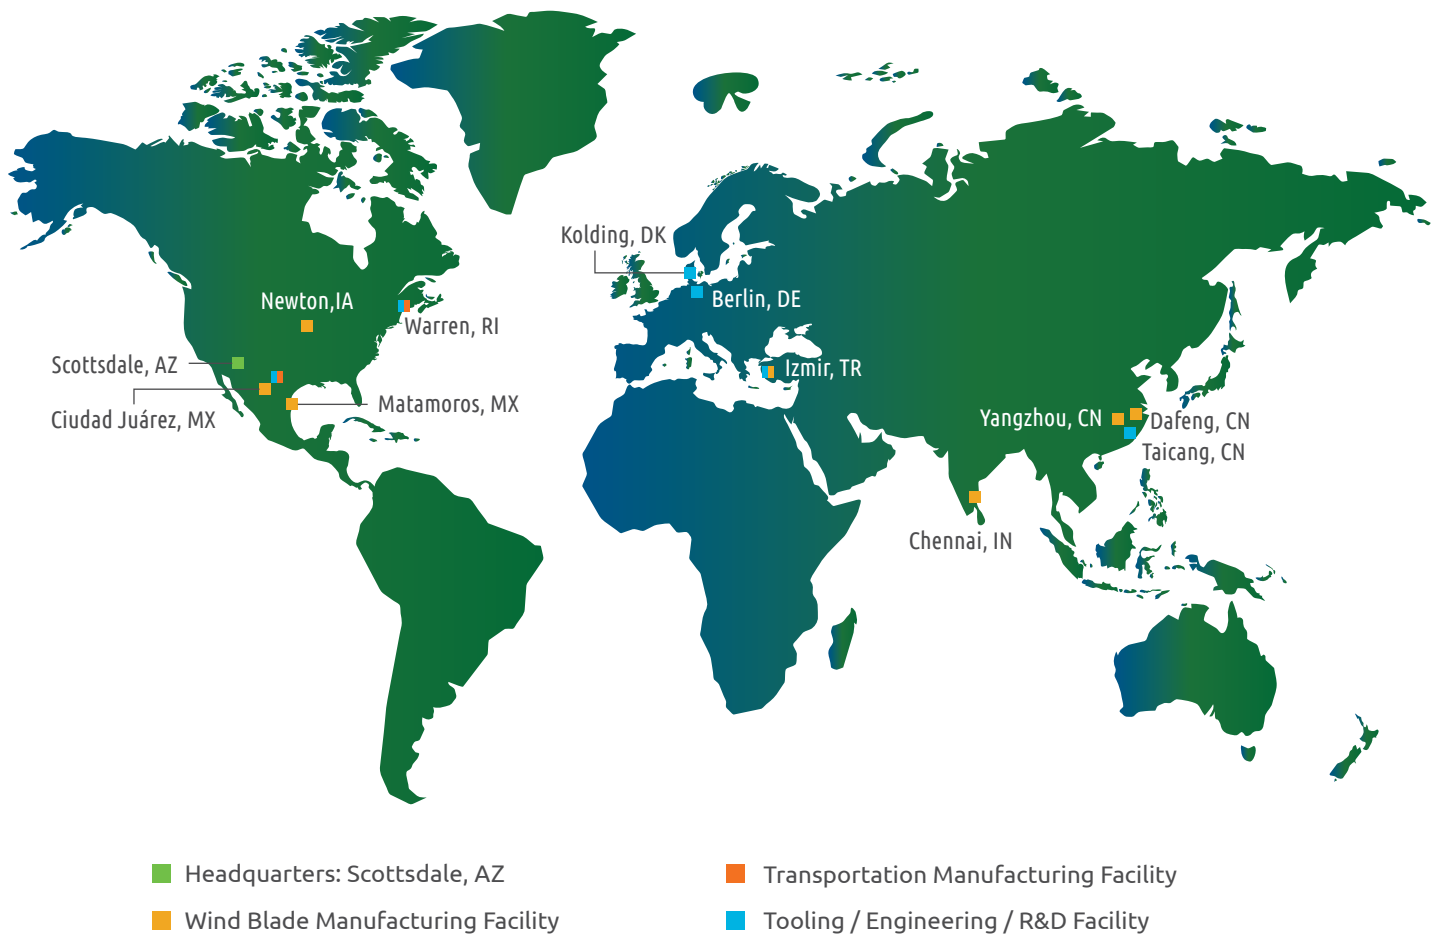 Kolding, DK
Newton,IA
Berlin, DE
Warren, RI
Scottsdale, AZ
Izmir, TR
Ciudad Juárez, MX
Matamoros, MX
Yangzhou, CN
Dafeng, CN
Taicang, CN
Chennai, IN
Headquarters: Scottsdale, AZ
Transportation Manufacturing Facility
Wind Blade Manufacturing Facility
Tooling / Engineering / R&D Facility